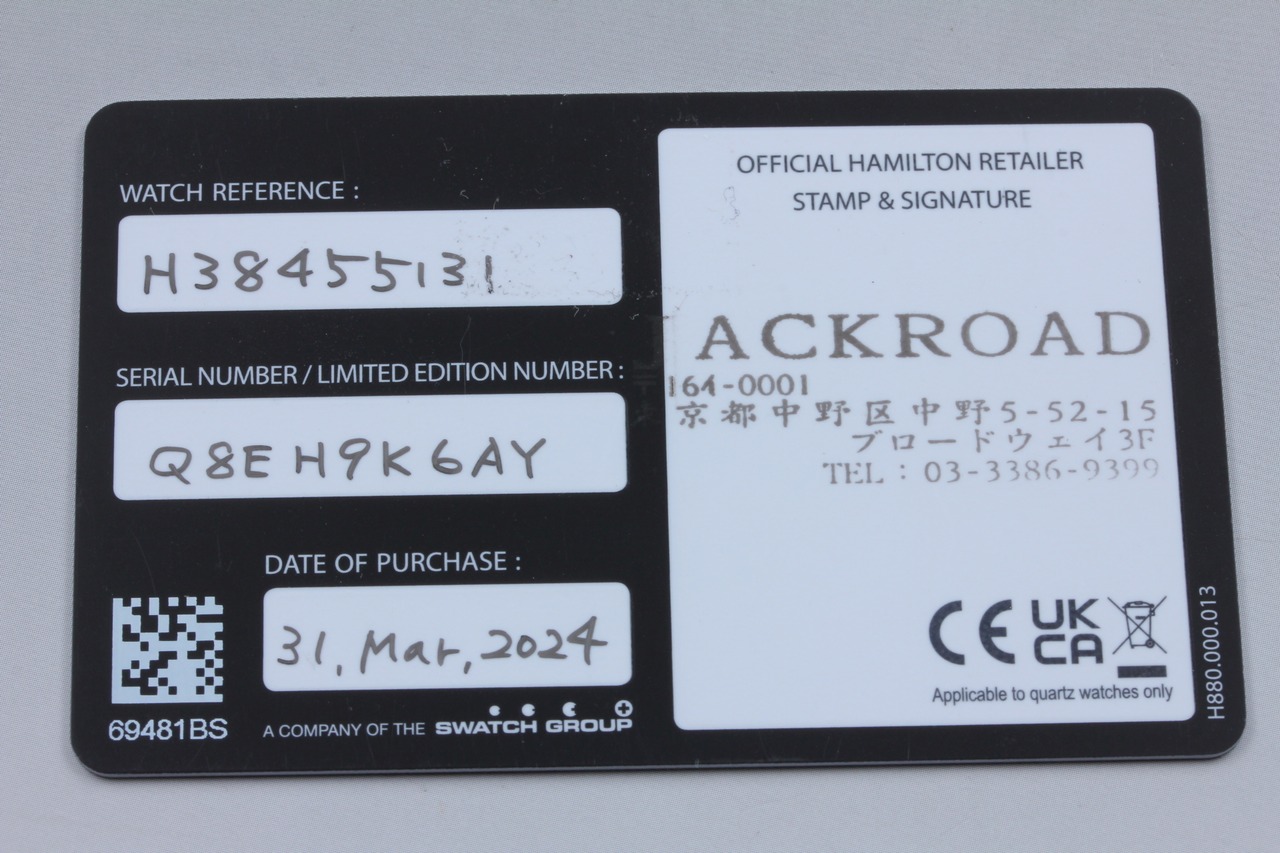 WATCH REFERENCE :
H38455131
SERIAL NUMBER / LIMITED EDITION NUMBER :
Q8EH9K6AY
DATE OF PURCHASE :
31, Mar, 2024
69481BS
A COMPANY OF THE SWATCH GROUP
OFFICIAL HAMILTON RETAILER
STAMP & SIGNATURE
ACKROAD
164-0001
京都中野区中野5-52-15
ブロードウェイ3F
TEL : 03-3386-9399
CE UK CA
Applicable to quartz watches only
H880.000.013